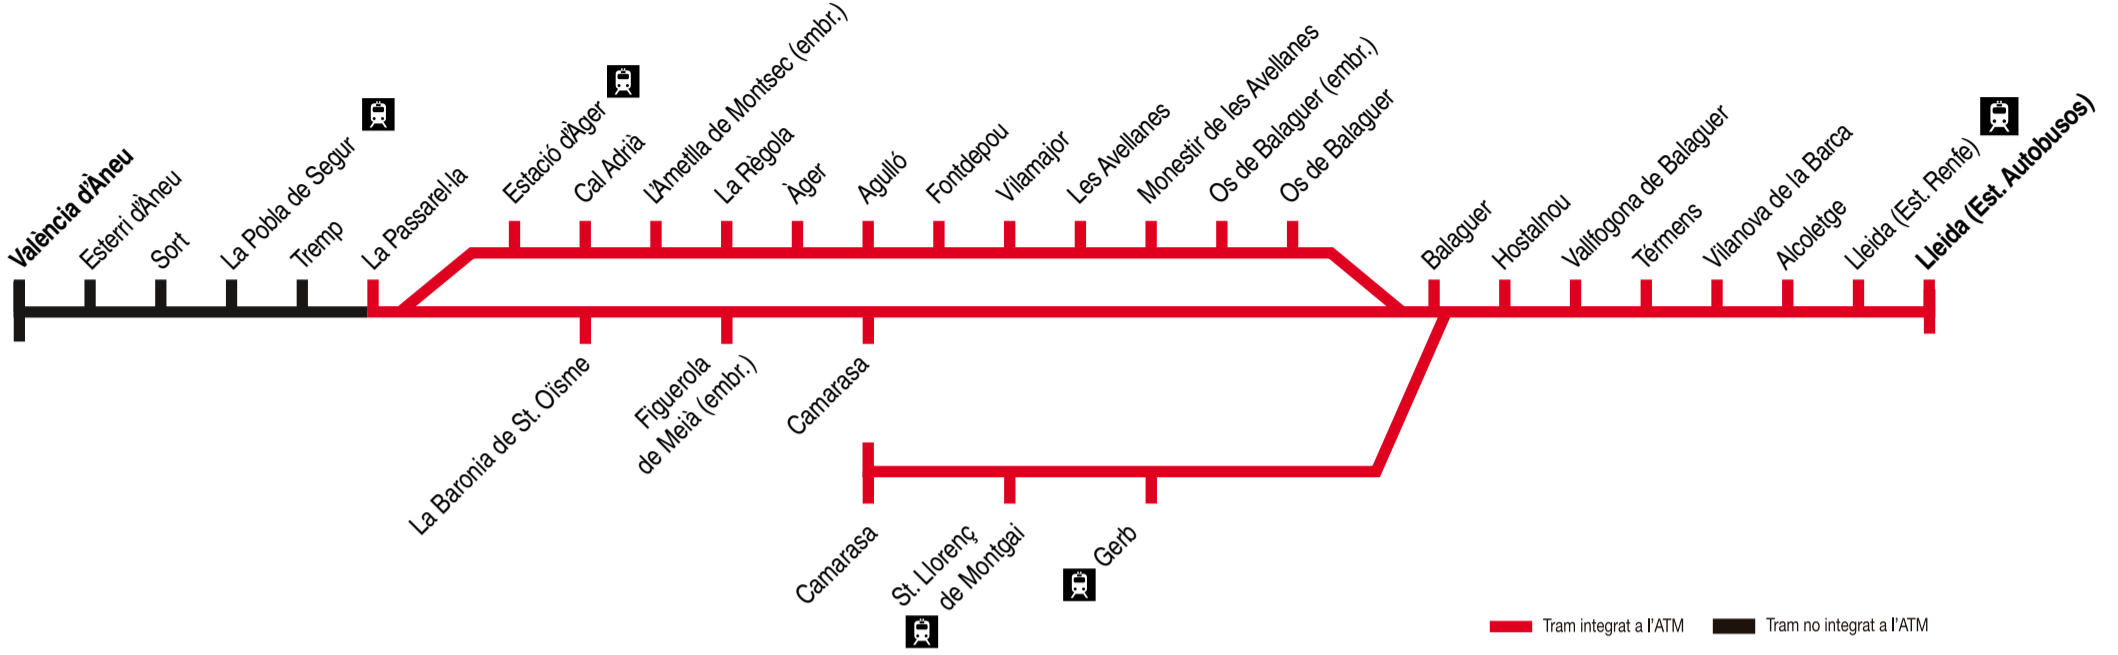 València d'Àneu
Esterri d'Àneu
Sort
La Pobla de Segur
Tremp
La Passarel·la
Estació d'Àger
Cal Adrià
L'Ametlla de Montsec (embr.)
La Règola
Àger
Agulló
Fontdepou
Vilamajor
Les Avellanes
Monestir de les Avellanes
Os de Balaguer (embr.)
Os de Balaguer
Balaguer
Hostalnou
Vallfogona de Balaguer
Térmens
Vilanova de la Barca
Alcoletge
Lleida (Est. Renfe)
Lleida (Est. Autobusos)
La Baronia de St. Oïsme
Figuerola
de Meià (embr.)
Camarasa
Camarasa
St. Llorenç
de Montgai
Gerb
Tram integrat a l'ATM
Tram no integrat a l'ATM